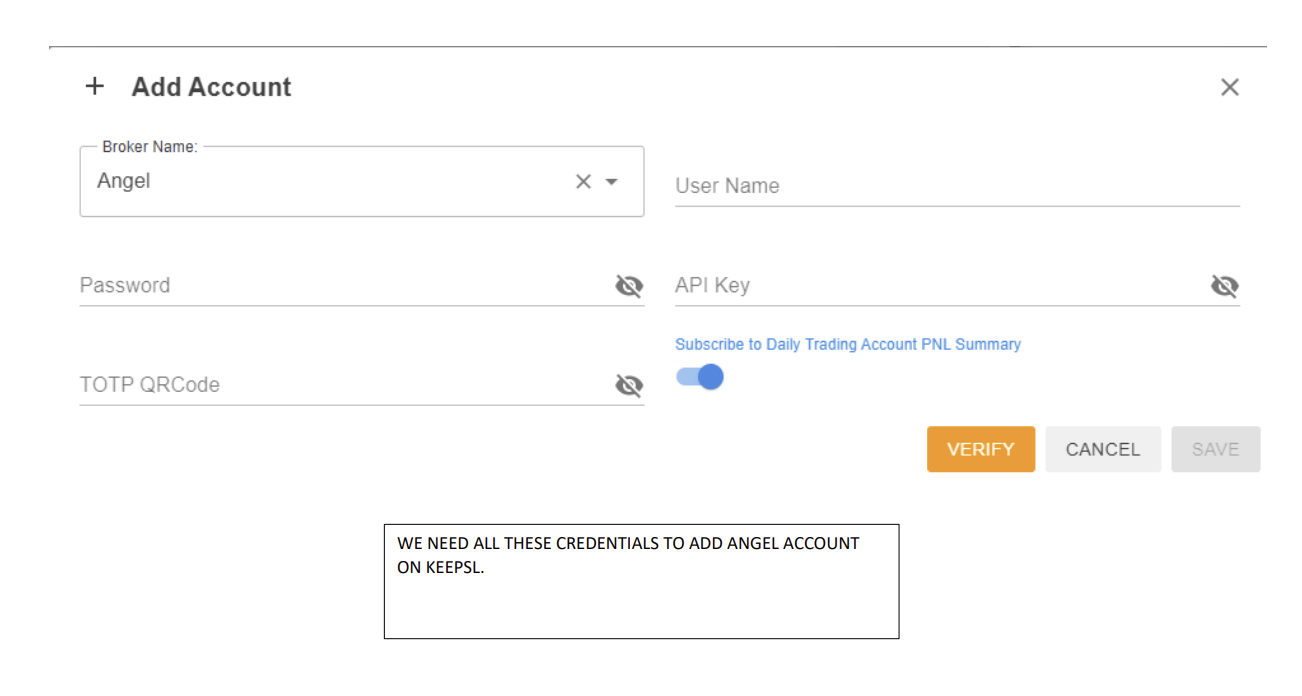 + Add Account
Broker Name:
Angel
User Name
Password
API Key
Subscribe to Daily Trading Account PNL Summary
TOTP QRCode
VERIFY CANCEL SAVE
WE NEED ALL THESE CREDENTIALS TO ADD ANGEL ACCOUNT
ON KEEPSL.